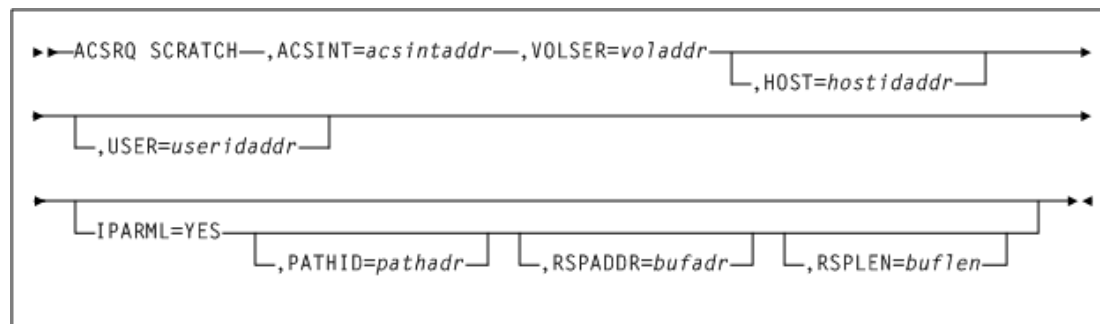 ACSRQ SCRATCH ,ACSINT=acsintaddr ,VOLSER=voladdr
,HOST=hostidaddr
,USER=useridaddr
IPARML=YES
,PATHID=pathadr ,RSPADDR=bufadr ,RSPLEN=buflen